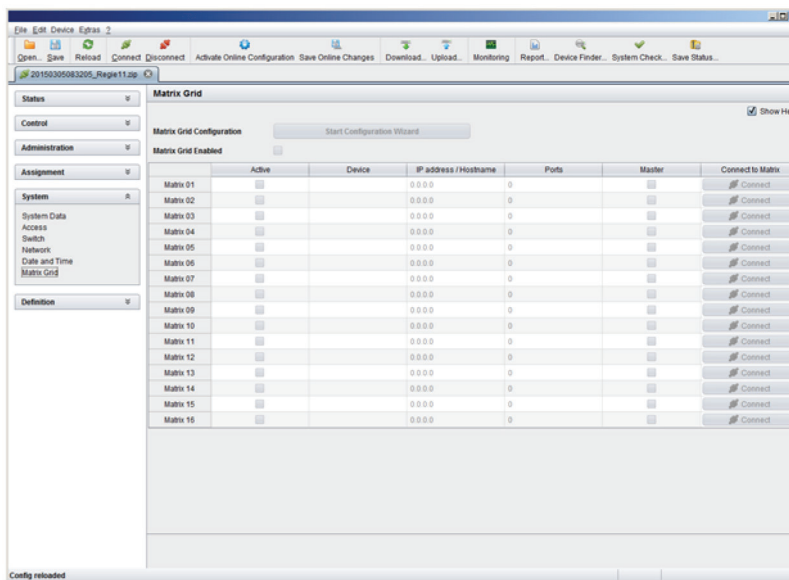 File Edit Device Extras ?
Open... Save Reload Connect Disconnect Activate Online Configuration Save Online Changes Download... Upload... Monitoring Report... Device Finder... System Check... Save Status...
20150305083205_Regie11.zip
Status
Control
Administration
Assignment
System
System Data
Access
Switch
Network
Date and Time
Matrix Grid
Definition
Matrix Grid
Show He
Matrix Grid Configuration Start Configuration Wizard
Matrix Grid Enabled
Active Device IP address / Hostname Ports Master Connect to Matrix
Matrix 01 0.0.0.0 0 Connect
Matrix 02 0.0.0.0 0 Connect
Matrix 03 0.0.0.0 0 Connect
Matrix 04 0.0.0.0 0 Connect
Matrix 05 0.0.0.0 0 Connect
Matrix 06 0.0.0.0 0 Connect
Matrix 07 0.0.0.0 0 Connect
Matrix 08 0.0.0.0 0 Connect
Matrix 09 0.0.0.0 0 Connect
Matrix 10 0.0.0.0 0 Connect
Matrix 11 0.0.0.0 0 Connect
Matrix 12 0.0.0.0 0 Connect
Matrix 13 0.0.0.0 0 Connect
Matrix 14 0.0.0.0 0 Connect
Matrix 15 0.0.0.0 0 Connect
Matrix 16 0.0.0.0 0 Connect
Config reloaded